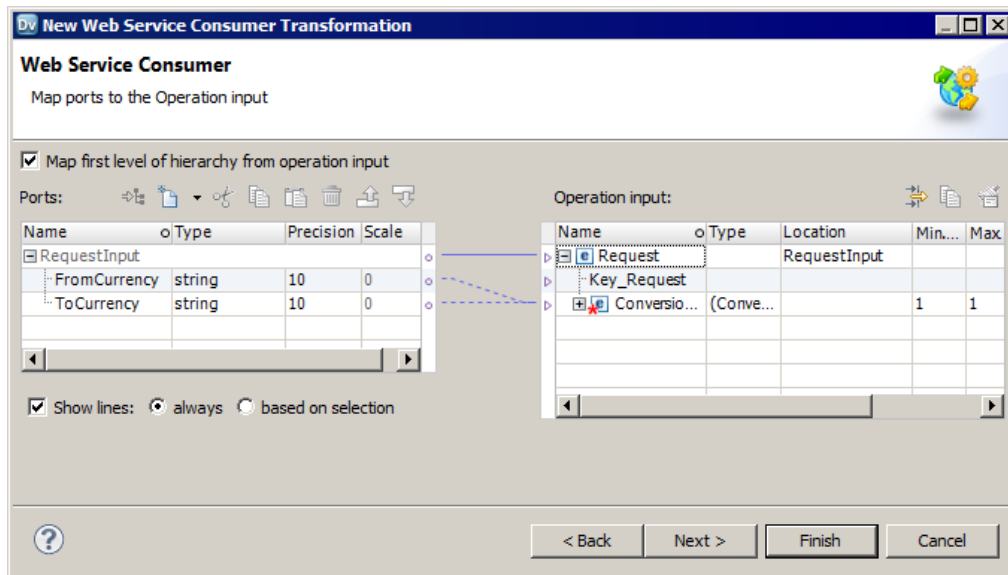 Dv New Web Service Consumer Transformation
Web Service Consumer
Map ports to the Operation input
Map first level of hierarchy from operation input
Ports: Operation input:
Name Type Precision Scale Name Type Location Min.... Max
RequestInput e Request RequestInput
FromCurrency string 10 0 Key_Request
ToCurrency string 10 0 e Conversio... (Conve... 1 1
Show lines: always based on selection
? < Back Next > Finish Cancel